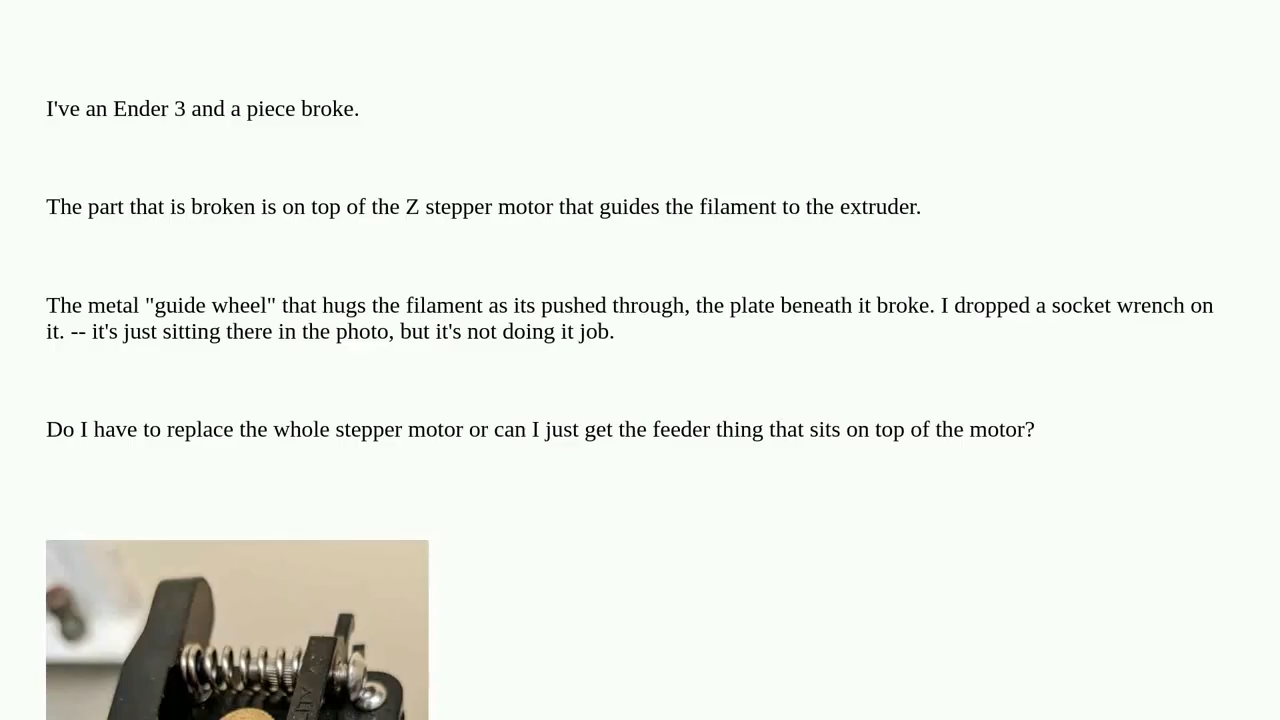 I've an Ender 3 and a piece broke.
The part that is broken is on top of the Z stepper motor that guides the filament to the extruder.
The metal "guide wheel" that hugs the filament as its pushed through, the plate beneath it broke. I dropped a socket wrench on
it. -- it's just sitting there in the photo, but it's not doing it job.
Do I have to replace the whole stepper motor or can I just get the feeder thing that sits on top of the motor?